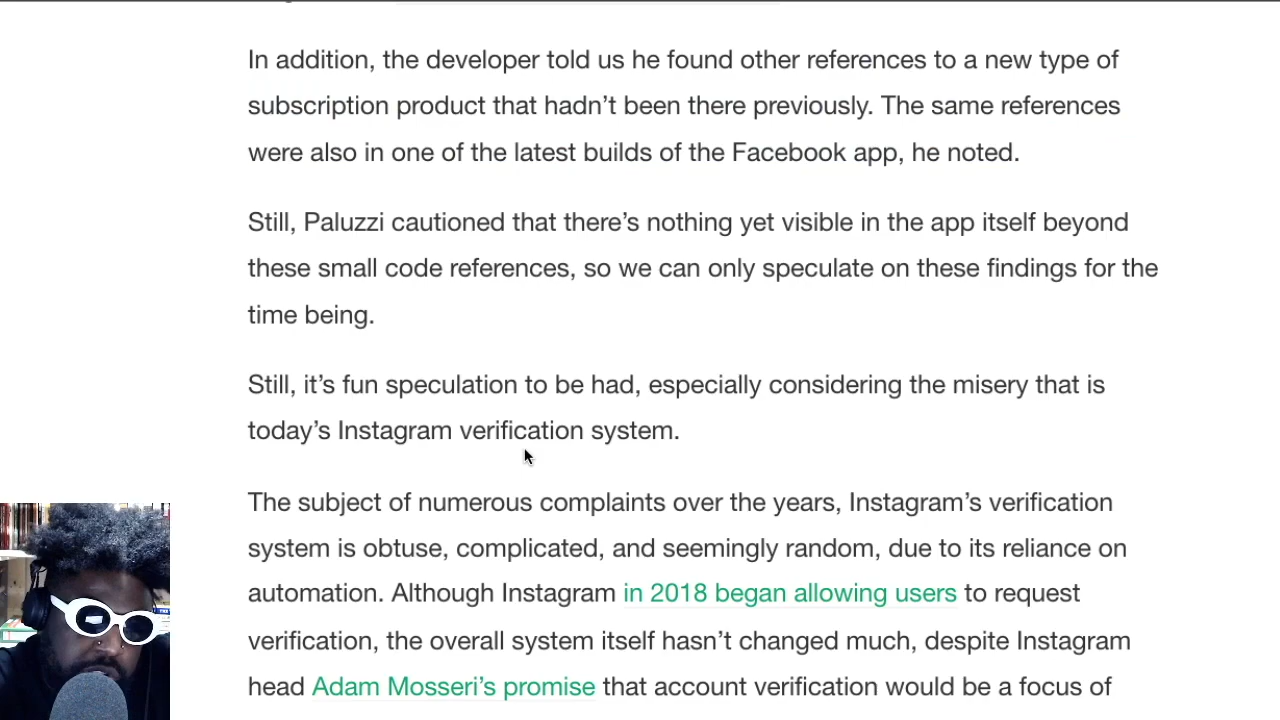 In addition, the developer told us he found other references to a new type of
subscription product that hadn’t been there previously. The same references
were also in one of the latest builds of the Facebook app, he noted.
Still, Paluzzi cautioned that there’s nothing yet visible in the app itself beyond
these small code references, so we can only speculate on these findings for the
time being.
Still, it’s fun speculation to be had, especially considering the misery that is
today’s Instagram verification system.
The subject of numerous complaints over the years, Instagram’s verification
system is obtuse, complicated, and seemingly random, due to its reliance on
automation. Although Instagram in 2018 began allowing users to request
verification, the overall system itself hasn’t changed much, despite Instagram
head Adam Mosseri’s promise that account verification would be a focus of